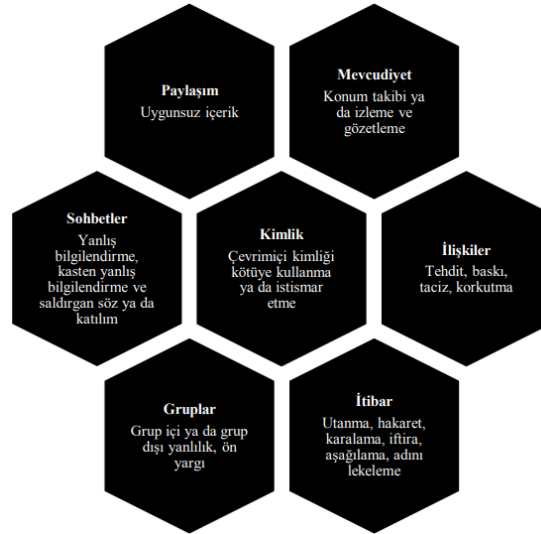 Paylaşım
Uygunsuz içerik
Mevcudiyet
Konum takibi ya
da izleme ve
gözetleme
Sohbetler
Yanlış
bilgilendirme,
kasten yanlış
bilgilendirme ve
saldırgan söz ya da
katılım
Kimlik
Çevrimiçi kimliği
kötüye kullanma
ya da istismar
etme
İlişkiler
Tehdit, baskı,
taciz, korkutma
Gruplar
Grup içi ya da grup
dışı yanlılık, ön
yargı
İtibar
Utanma, hakaret,
karalama, iftira,
aşağılama, adını
lekeleme